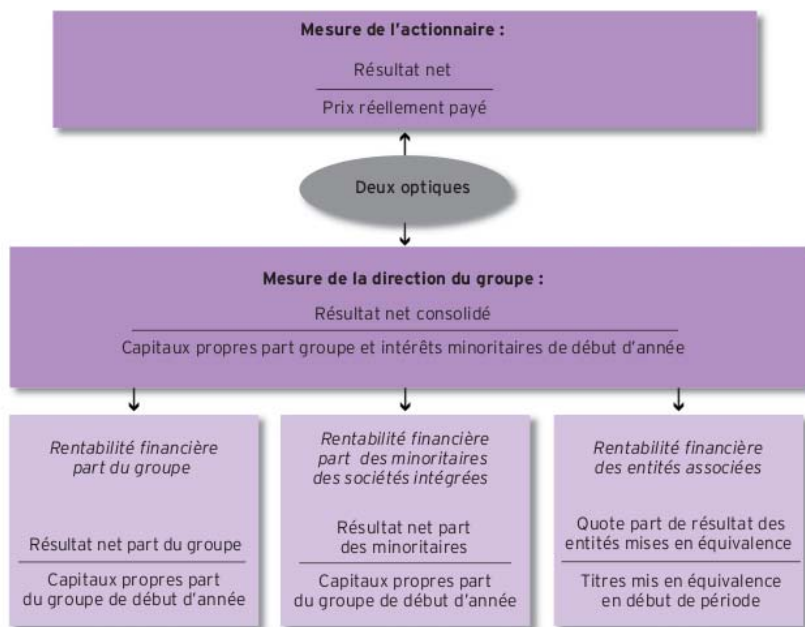 Mesure de l'actionnaire :
Résultat net
Prix réellement payé
Deux optiques
Mesure de la direction du groupe :
Résultat net consolidé
Capitaux propres part groupe et intérêts minoritaires de début d'année
Rentabilité financière
part du groupe
Résultat net part du groupe
Capitaux propres part
du groupe de début d'année
Rentabilité financière
part des minoritaires
des sociétés intégrées
Résultat net part
des minoritaires
Capitaux propres part
du groupe de début d'année
Rentabilité financière
des entités associées
Quote part de résultat des
entités mises en équivalence
Titres mis en équivalence
en début de période